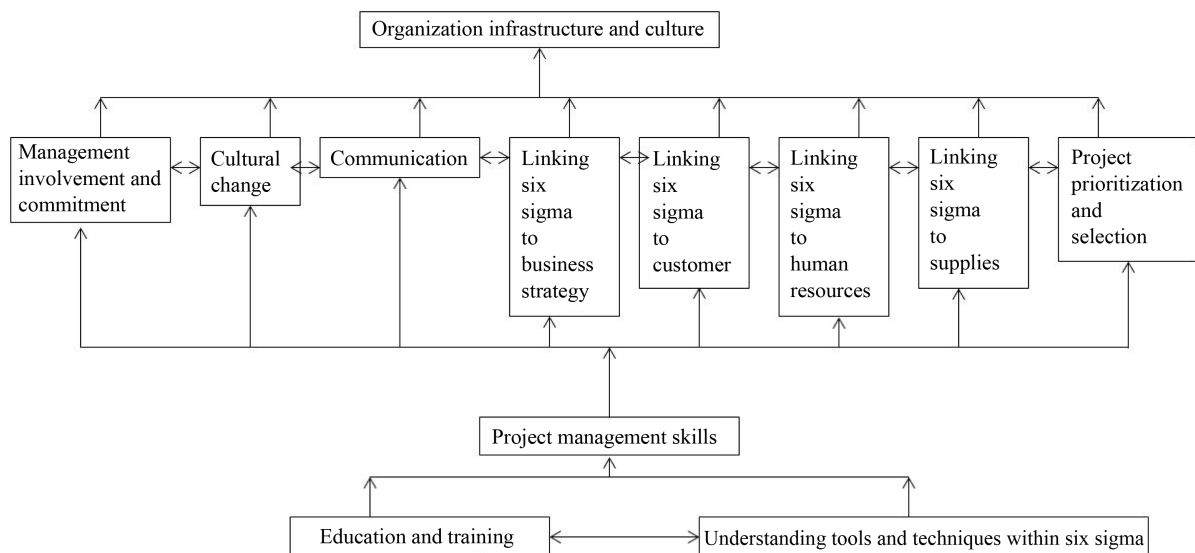 Organization infrastructure and culture
Management
involvement and
commitment
Cultural
change
Communication
Linking
six
sigma
to
business
strategy
Linking
six
sigma
to
customer
Linking
six
sigma
to
human
resources
Linking
six
sigma
to
supplies
Project
prioritization
and
selection
Project management skills
Education and training
Understanding tools and techniques within six sigma